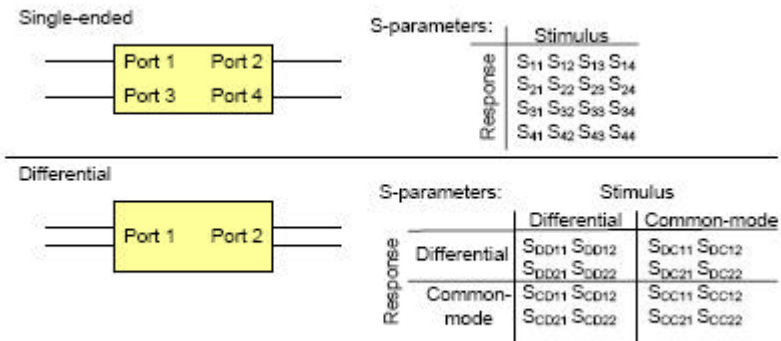 Single-ended
Port 1 Port 2
Port 3 Port 4
S-parameters:
Stimulus
Response
S11 S12 S13 S14
S21 S22 S23 S24
S31 S32 S33 S34
S41 S42 S43 S44
Differential
Port 1 Port 2
S-parameters: Stimulus
Differential Common-mode
Response
Differential
SDD11 SDD12 SDC11 SDC12
SDD21 SDD22 SDC21 SDC22
Common-
mode
SCD11 SCD12 SCC11 SCC12
SCD21 SCD22 SCC21 SCC22